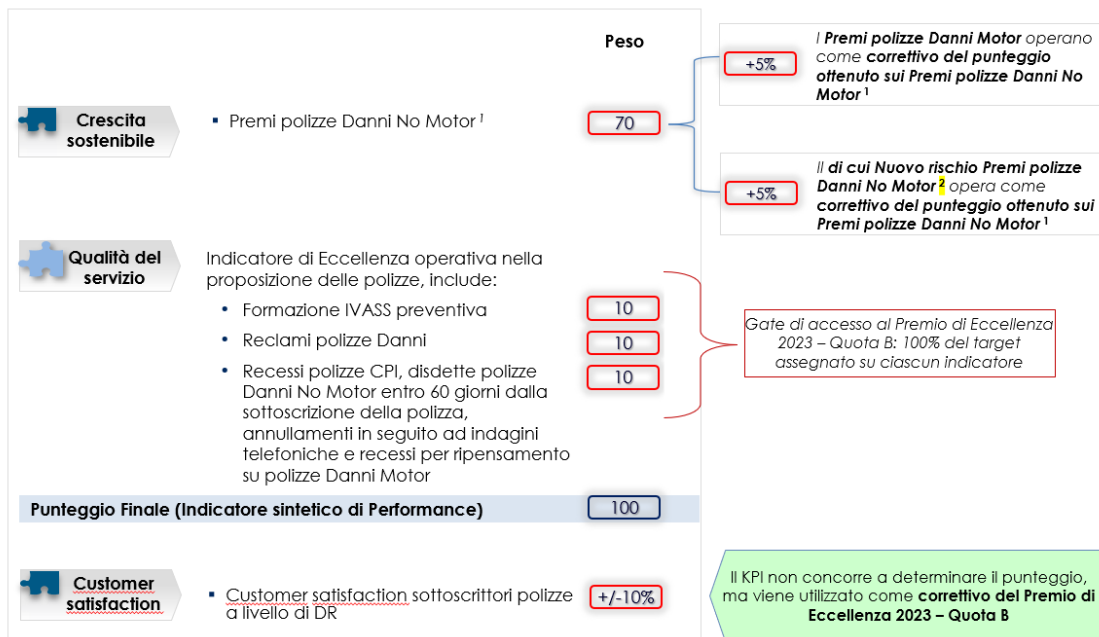 Peso
+5%
I Premi polizze Danni Motor operano
come correttivo del punteggio
ottenuto sui Premi polizze Danni No
Motor ¹
Crescita
sostenibile
▪ Premi polizze Danni No Motor ¹
70
+5%
Il di cui Nuovo rischio Premi polizze
Danni No Motor ² opera come
correttivo del punteggio ottenuto sui
Premi polizze Danni No Motor ¹
Qualità del
servizio
Indicatore di Eccellenza operativa nella
proposizione delle polizze, include:
• Formazione IVASS preventiva
10
• Reclami polizze Danni
10
• Recessi polizze CPI, disdette polizze
Danni No Motor entro 60 giorni dalla
sottoscrizione della polizza,
annullamenti in seguito ad indagini
telefoniche e recessi per ripensamento
su polizze Danni Motor
10
Gate di accesso al Premio di Eccellenza
2023 – Quota B: 100% del target
assegnato su ciascun indicatore
Punteggio Finale (Indicatore sintetico di Performance)
100
Customer
satisfaction
▪ Customer satisfaction sottoscrittori polizze
a livello di DR
+/-10%
Il KPI non concorre a determinare il punteggio,
ma viene utilizzato come correttivo del Premio di
Eccellenza 2023 – Quota B